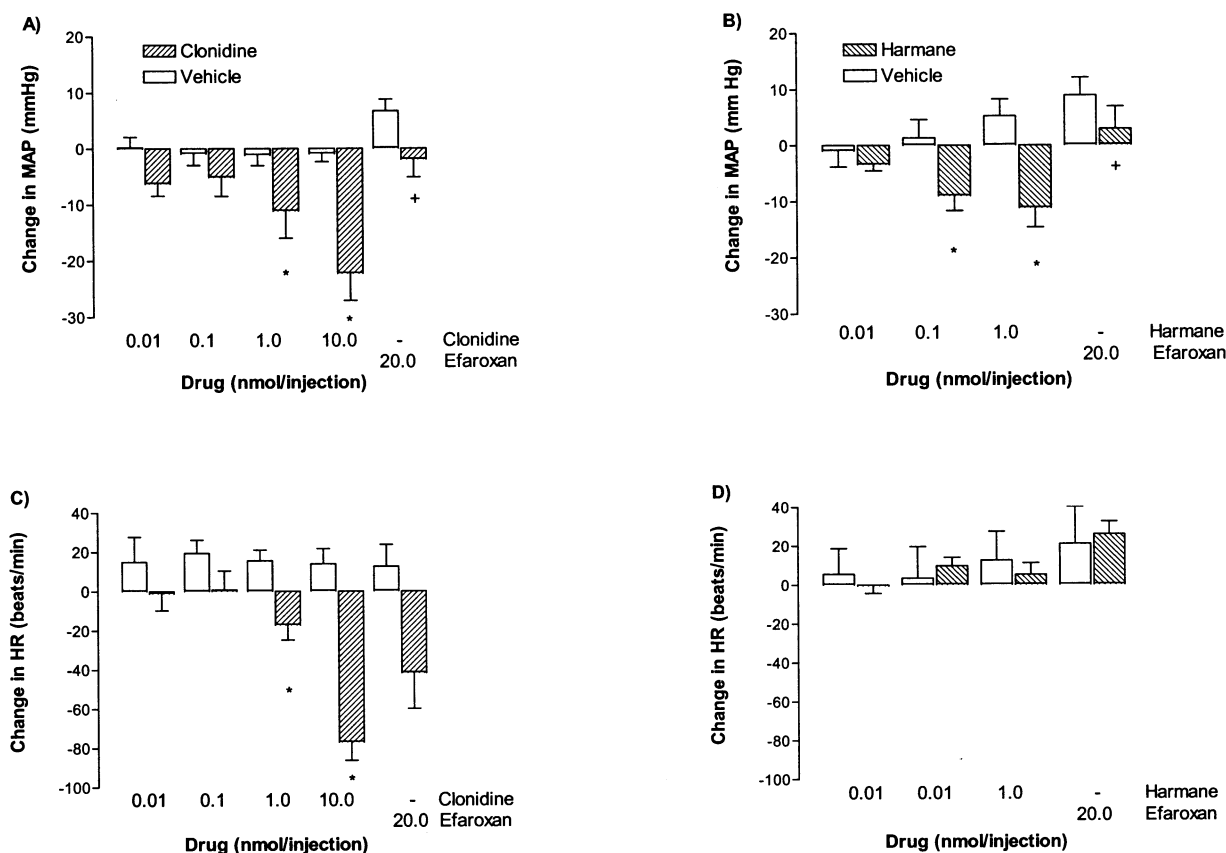 A)
20
10
0
-10
-20
-30
Change in MAP (mmHg)
Clonidine
Vehicle
*
*
+
0.01 0.1 1.0 10.0 - Clonidine
20.0 Efaroxan
Drug (nmol/injection)
B)
20
10
0
-10
-20
-30
Change in MAP (mm Hg)
Harmane
Vehicle
*
*
+
0.01 0.1 1.0 - Harmane
20.0 Efaroxan
Drug (nmol/injection)
C)
40
20
0
-20
-40
-60
-80
-100
Change in HR (beats/min)
*
*
0.01 0.1 1.0 10.0 - Clonidine
20.0 Efaroxan
Drug (nmol/injection)
D)
40
20
0
-20
-40
-60
-80
-100
Change in HR (beats/min)
0.01 0.01 1.0 - Harmane
20.0 Efaroxan
Drug (nmol/injection)